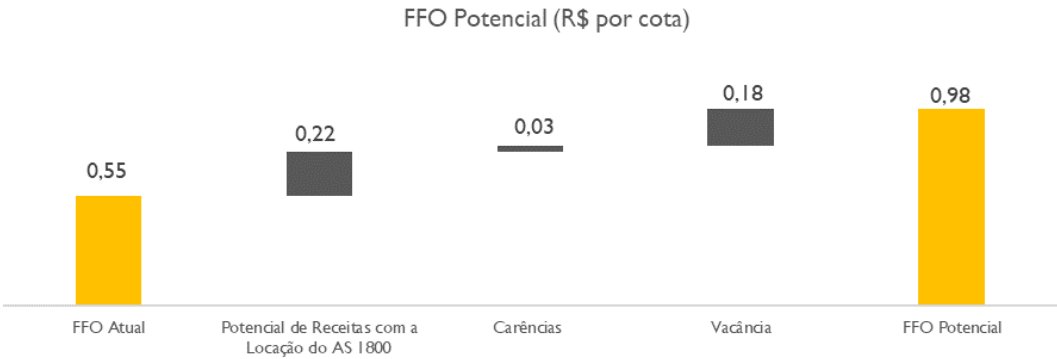 FFO Potencial (R$ por cota)
0,55
0,22
0,03
0,18
0,98
FFO Atual
Potencial de Receitas com a
Locação do AS 1800
Carências
Vacância
FFO Potencial